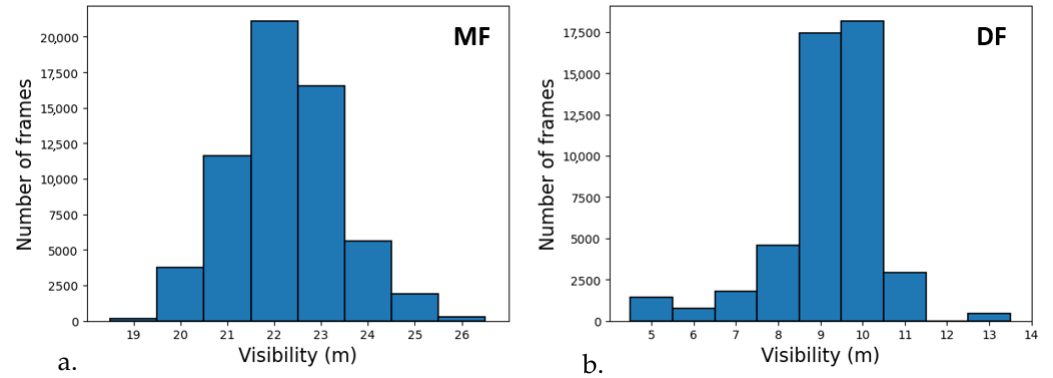 MF
Number of frames
20,000
17,500
15,000
12,500
10,000
7500
5000
2500
0
19 20 21 22 23 24 25 26
Visibility (m)
a.
DF
Number of frames
17,500
15,000
12,500
10,000
7500
5000
2500
0
5 6 7 8 9 10 11 12 13 14
Visibility (m)
b.